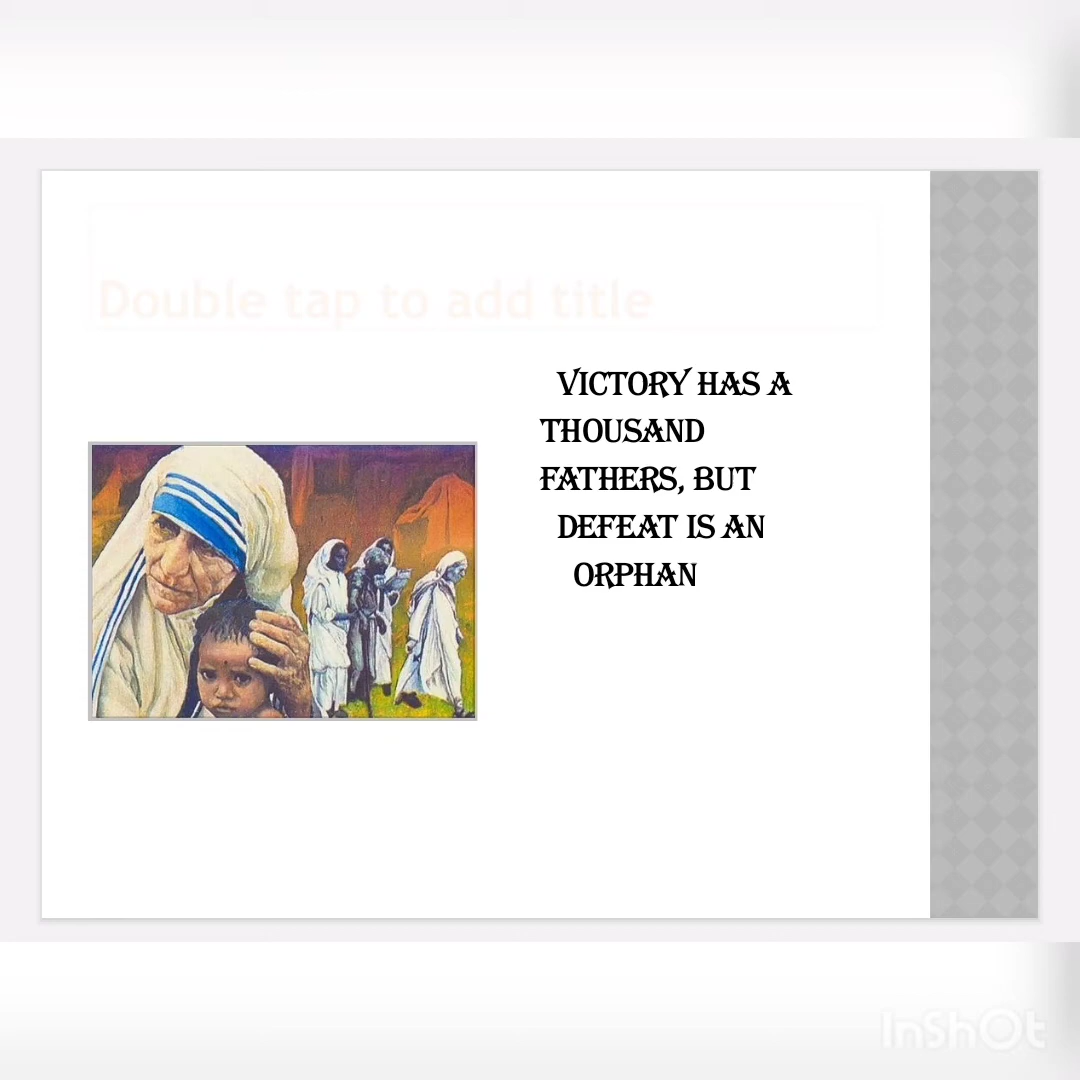 Double tap to add title
VICTORY HAS A
THOUSAND
FATHERS, BUT
DEFEAT IS AN
ORPHAN
InShOt